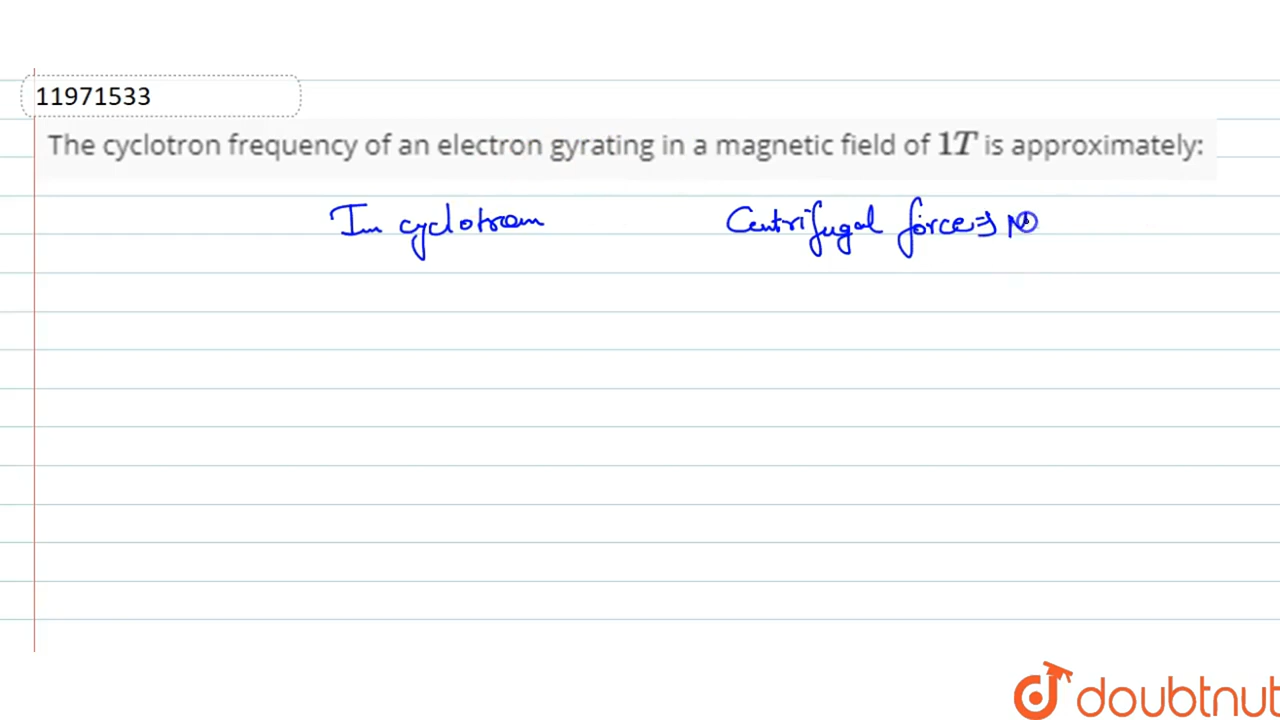 11971533
The cyclotron frequency of an electron gyrating in a magnetic field of 1T is approximately:
In cyclotron Centrifugal force ⇒
doubtnut